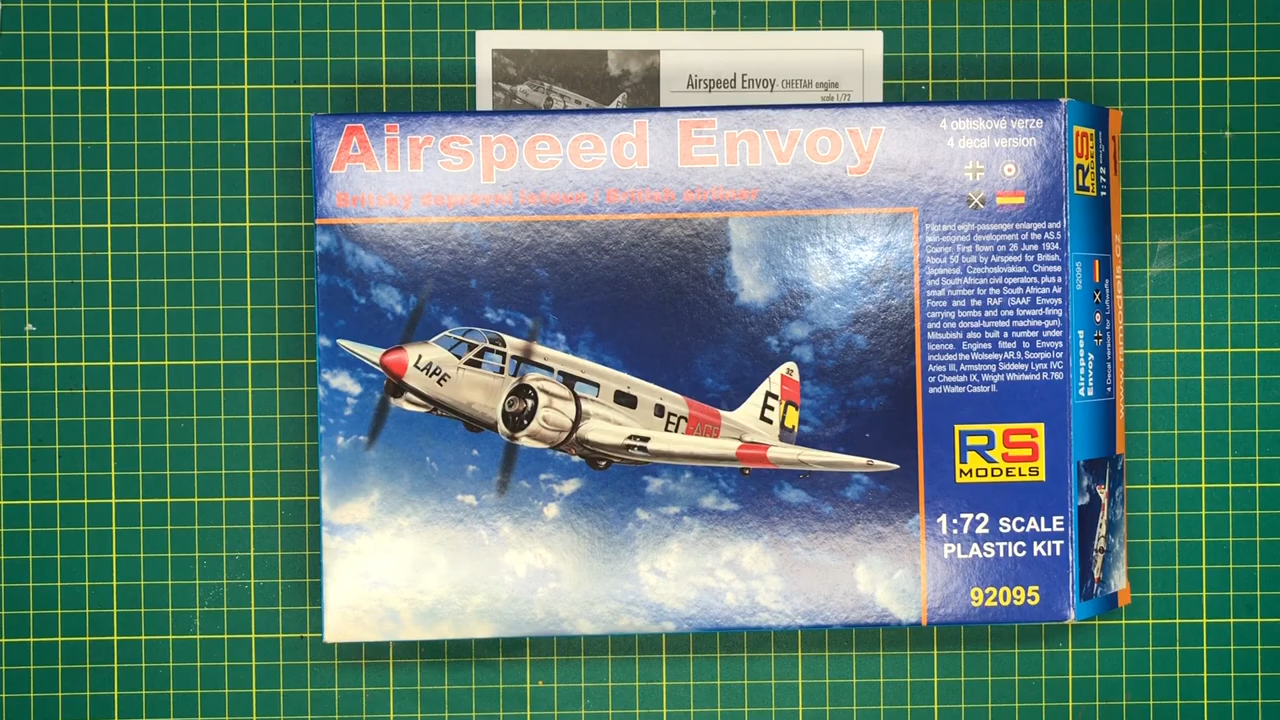 Airspeed Envoy - CHEETAH engine
scale 1/72
Airspeed Envoy
Britský dopravní letoun / British airliner
4 obtiskové verze
4 decal version
Pilot and eight-passenger enlarged and
twin-engined development of the AS.5
Courier. First flown on 26 June 1934.
About 50 built by Airspeed for British,
Japanese, Czechoslovakian, Chinese
and South African civil operators, plus a
small number for the South African Air
Force and the RAF (SAAF Envoys
carrying bombs and one forward-firing
and one dorsal-turreted machine-gun).
Mitsubishi also built a number under
licence. Engines fitted to Envoys
included the Wolseley AR.9, Scorpio I or
Aries III, Armstrong Siddeley Lynx IVC
or Cheetah IX, Wright Whirlwind R.760
and Walter Castor II.
LAPE
EC-AGE
92
EC
RS
MODELS
1:72 SCALE
PLASTIC KIT
92095
RS
MODELS
1:72
92095
Airspeed
Envoy
4 Decal version for Luftwaffe
www.rsmodels.cz